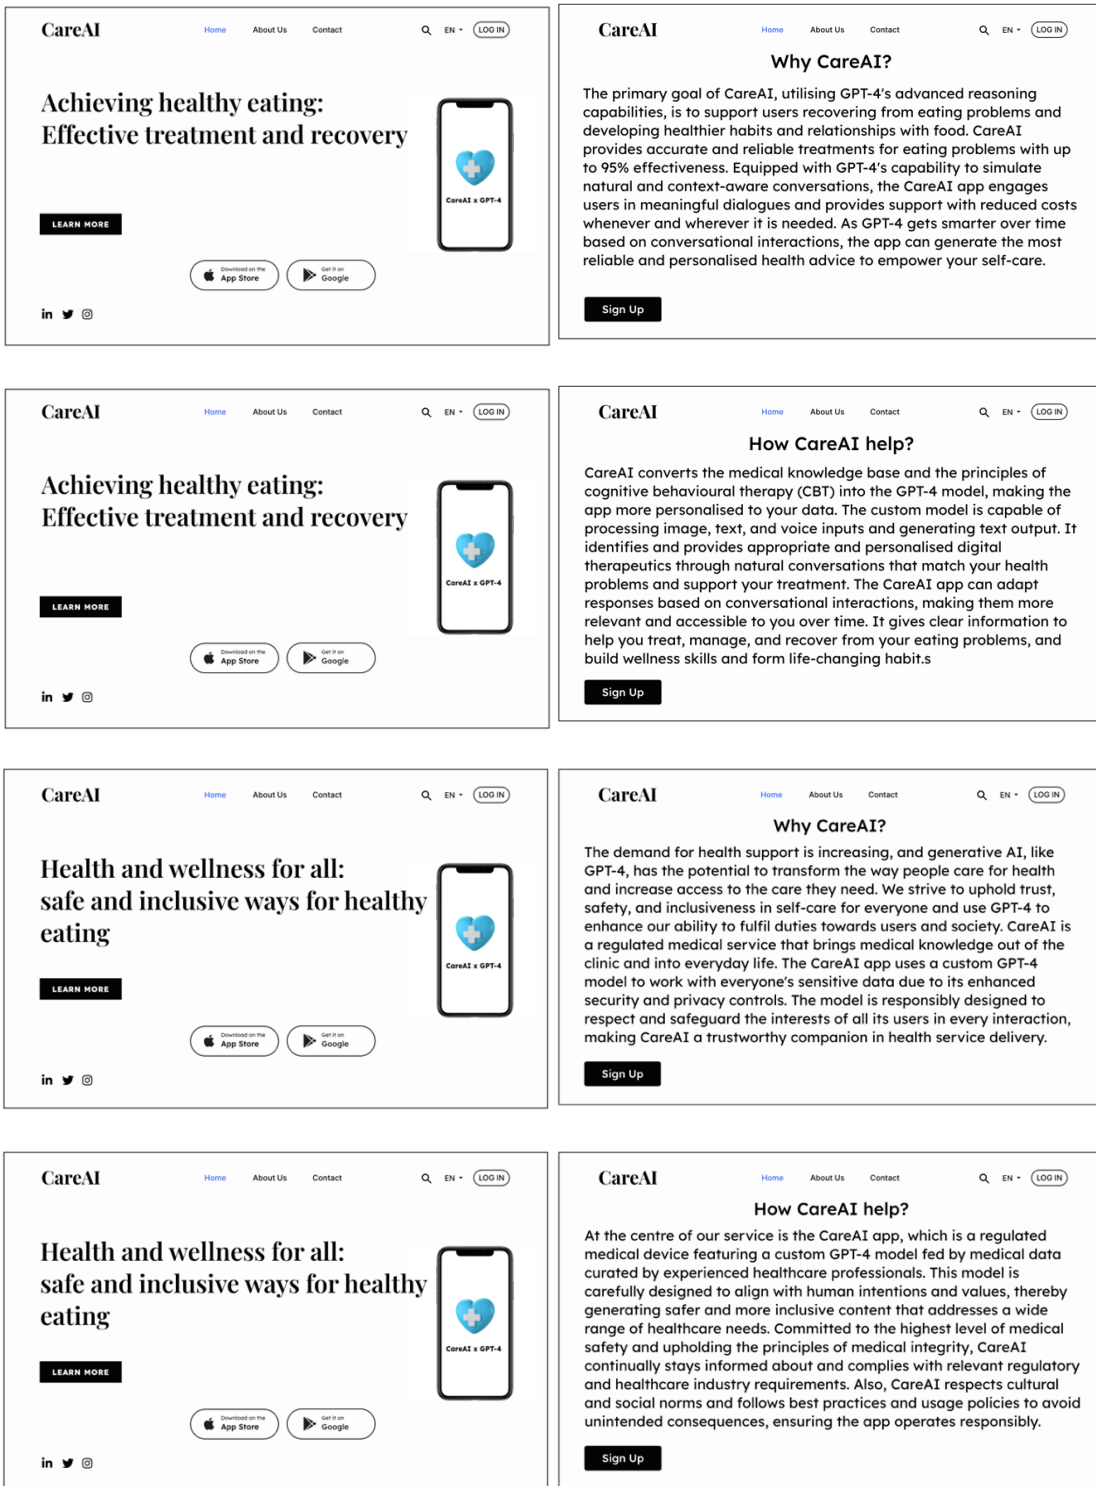 CareAI
Home About Us Contact EN LOG IN
Achieving healthy eating:
Effective treatment and recovery
CareAI x GPT-4
LEARN MORE
Download on the
App Store
Get it on
Google
in
CareAI
Home About Us Contact EN LOG IN
Why CareAI?
The primary goal of CareAI, utilising GPT-4's advanced reasoning
capabilities, is to support users recovering from eating problems and
developing healthier habits and relationships with food. CareAI
provides accurate and reliable treatments for eating problems with up
to 95% effectiveness. Equipped with GPT-4's capability to simulate
natural and context-aware conversations, the CareAI app engages
users in meaningful dialogues and provides support with reduced costs
whenever and wherever it is needed. As GPT-4 gets smarter over time
based on conversational interactions, the app can generate the most
reliable and personalised health advice to empower your self-care.
Sign Up
CareAI
Home About Us Contact EN LOG IN
Achieving healthy eating:
Effective treatment and recovery
CareAI x GPT-4
LEARN MORE
Download on the
App Store
Get it on
Google
in
CareAI
Home About Us Contact EN LOG IN
How CareAI help?
CareAI converts the medical knowledge base and the principles of
cognitive behavioural therapy (CBT) into the GPT-4 model, making the
app more personalised to your data. The custom model is capable of
processing image, text, and voice inputs and generating text output. It
identifies and provides appropriate and personalised digital
therapeutics through natural conversations that match your health
problems and support your treatment. The CareAI app can adapt
responses based on conversational interactions, making them more
relevant and accessible to you over time. It gives clear information to
help you treat, manage, and recover from your eating problems, and
build wellness skills and form life-changing habit.s
Sign Up
CareAI
Home About Us Contact EN LOG IN
Health and wellness for all:
safe and inclusive ways for healthy
eating
CareAI x GPT-4
LEARN MORE
Download on the
App Store
Get it on
Google
in
CareAI
Home About Us Contact EN LOG IN
Why CareAI?
The demand for health support is increasing, and generative AI, like
GPT-4, has the potential to transform the way people care for health
and increase access to the care they need. We strive to uphold trust,
safety, and inclusiveness in self-care for everyone and use GPT-4 to
enhance our ability to fulfil duties towards users and society. CareAI is
a regulated medical service that brings medical knowledge out of the
clinic and into everyday life. The CareAI app uses a custom GPT-4
model to work with everyone's sensitive data due to its enhanced
security and privacy controls. The model is responsibly designed to
respect and safeguard the interests of all its users in every interaction,
making CareAI a trustworthy companion in health service delivery.
Sign Up
CareAI
Home About Us Contact EN LOG IN
Health and wellness for all:
safe and inclusive ways for healthy
eating
CareAI x GPT-4
LEARN MORE
Download on the
App Store
Get it on
Google
in
CareAI
Home About Us Contact EN LOG IN
How CareAI help?
At the centre of our service is the CareAI app, which is a regulated
medical device featuring a custom GPT-4 model fed by medical data
curated by experienced healthcare professionals. This model is
carefully designed to align with human intentions and values, thereby
generating safer and more inclusive content that addresses a wide
range of healthcare needs. Committed to the highest level of medical
safety and upholding the principles of medical integrity, CareAI
continually stays informed about and complies with relevant regulatory
and healthcare industry requirements. Also, CareAI respects cultural
and social norms and follows best practices and usage policies to avoid
unintended consequences, ensuring the app operates responsibly.
Sign Up